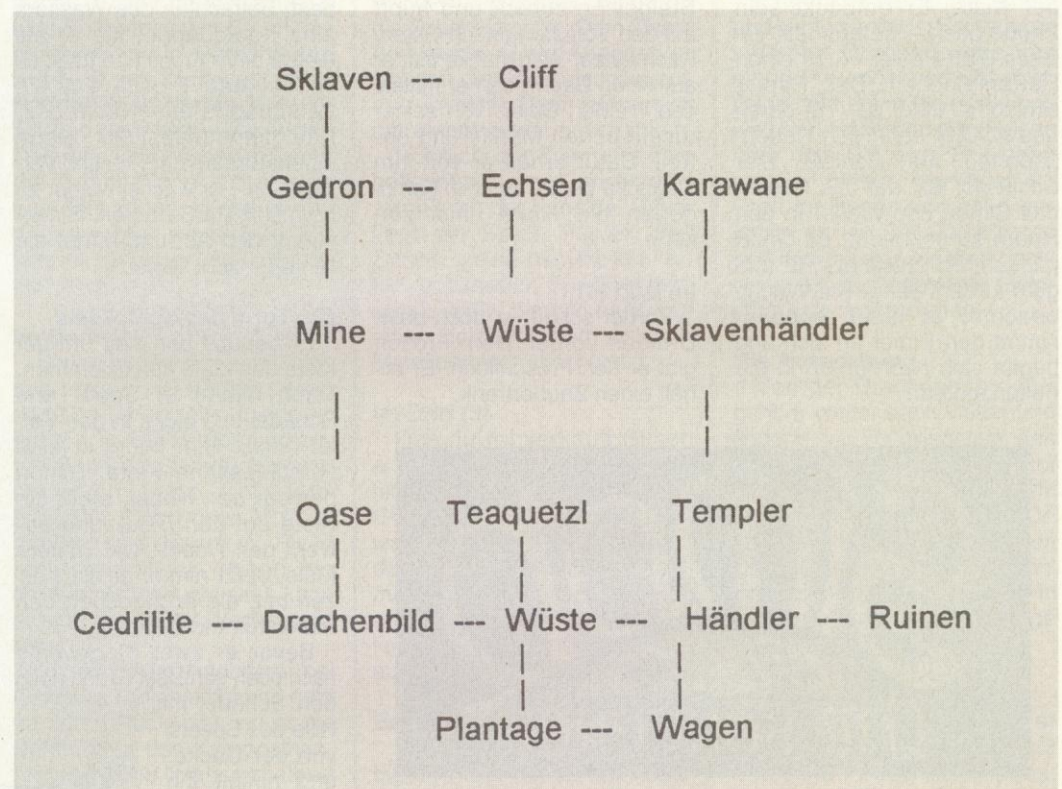 Sklaven --- Cliff
| |
| |
Gedron --- Echsen Karawane
| | |
| | |
Mine --- Wüste --- Sklavenhändler
| |
| |
Oase Teaquetzl Templer
| | |
| | |
Cedrilite --- Drachenbild --- Wüste --- Händler --- Ruinen
| |
| |
Plantage --- Wagen